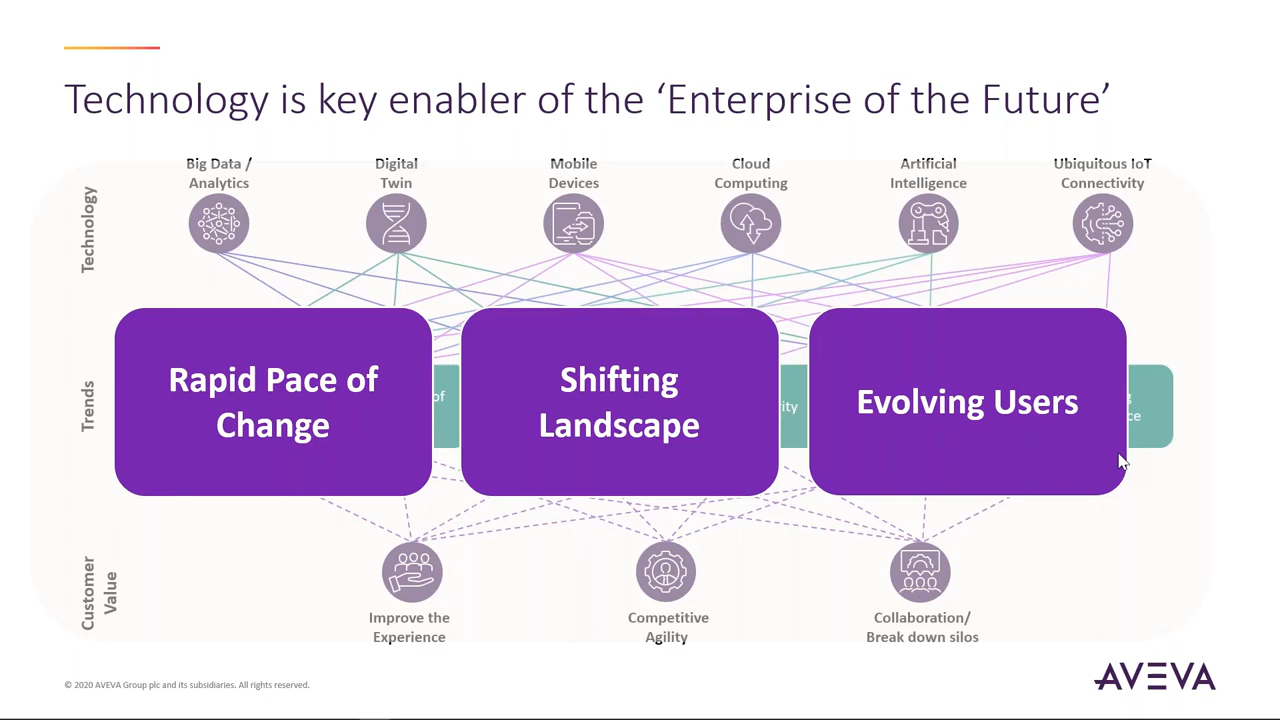 Technology is key enabler of the ‘Enterprise of the Future’
Big Data /
Analytics
Digital
Twin
Mobile
Devices
Cloud
Computing
Artificial
Intelligence
Ubiquitous IoT
Connectivity
Technology
Rapid Pace of
Change
Shifting
Landscape
Evolving Users
of
Trends
Customer
Value
Improve the
Experience
Competitive
Agility
Collaboration/
Break down silos
© 2020 AVEVA Group plc and its subsidiaries. All rights reserved.
AVEVA